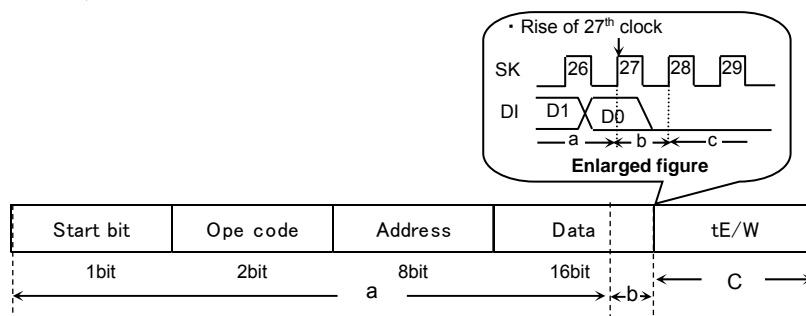 ・Rise of 27th clock
SK 26 27 28 29
DI D1 D0
a b c
Enlarged figure
Start bit Ope code Address Data tE/W
1bit 2bit 8bit 16bit
a b C